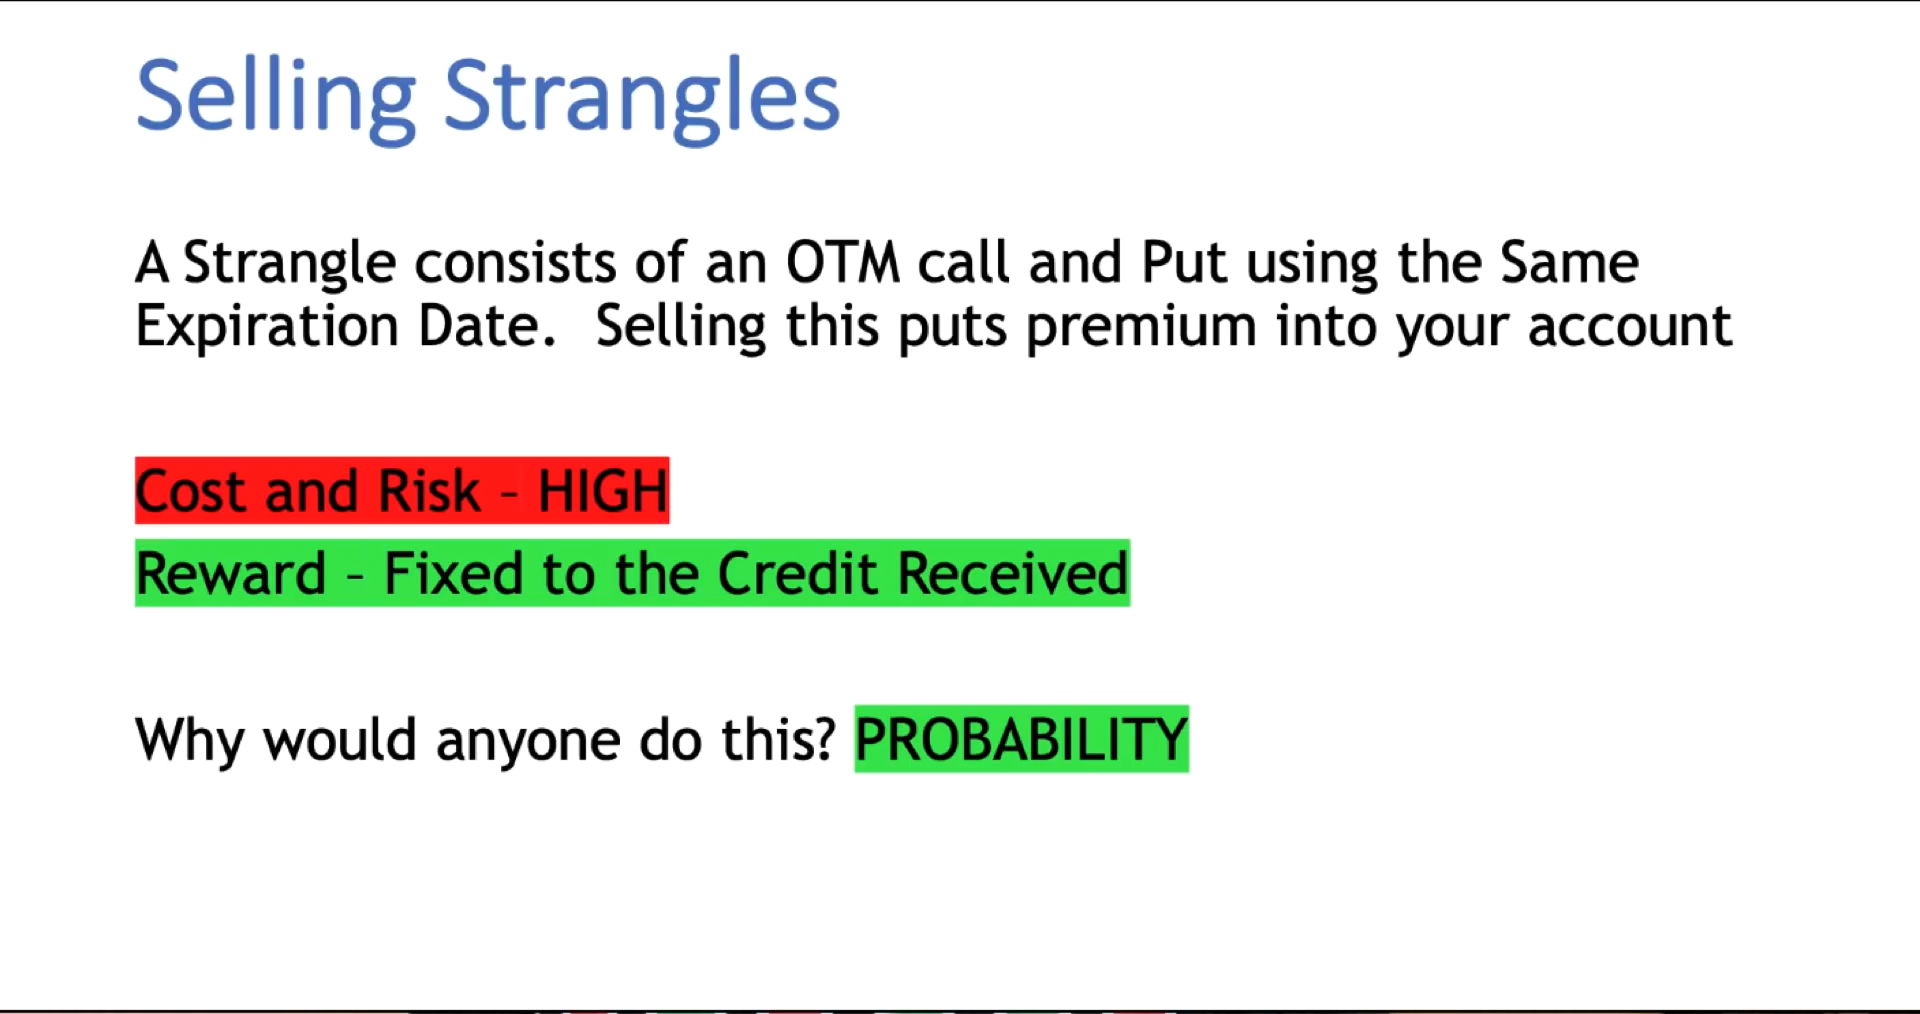 Selling Strangles
A Strangle consists of an OTM call and Put using the Same
Expiration Date.  Selling this puts premium into your account
Cost and Risk – HIGH
Reward – Fixed to the Credit Received
Why would anyone do this? PROBABILITY